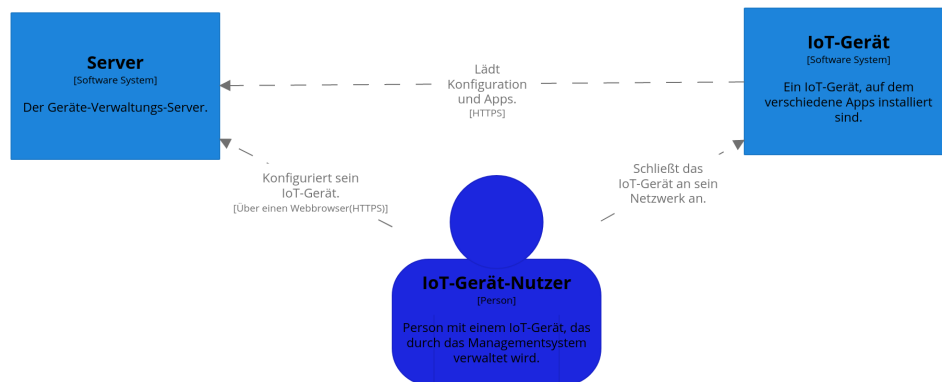 Server
[Software System]
Der Geräte-Verwaltungs-Server.
Lädt
Konfiguration
und Apps.
[HTTPS]
IoT-Gerät
[Software System]
Ein IoT-Gerät, auf dem
verschiedene Apps installiert
sind.
Konfiguriert sein
IoT-Gerät.
[Über einen Webbrowser(HTTPS)]
Schließt das
IoT-Gerät an sein
Netzwerk an.
IoT-Gerät-Nutzer
[Person]
Person mit einem IoT-Gerät, das
durch das Managementsystem
verwaltet wird.